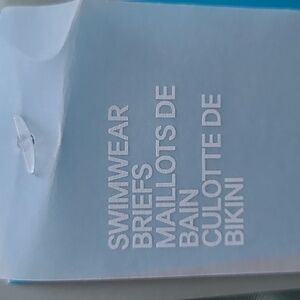 SWIMWEAR
BRIEFS
MAILLOTS DE
BAIN
CULOTTE DE
BIKINI